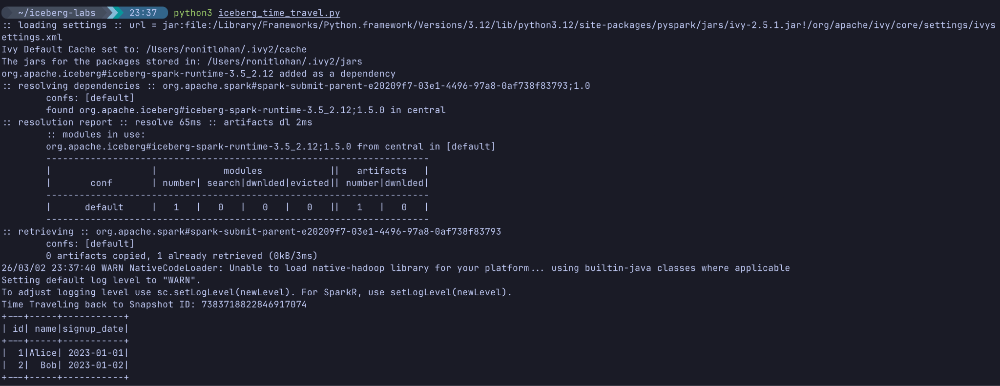 ~/iceberg-labs 23:37 python3 iceberg_time_travel.py
:: loading settings :: url = jar:file:/Library/Frameworks/Python.framework/Versions/3.12/lib/python3.12/site-packages/pyspark/jars/ivy-2.5.1.jar!/org/apache/ivy/core/settings/ivys
ettings.xml
Ivy Default Cache set to: /Users/ronitlohan/.ivy2/cache
The jars for the packages stored in: /Users/ronitlohan/.ivy2/jars
org.apache.iceberg#iceberg-spark-runtime-3.5_2.12 added as a dependency
:: resolving dependencies :: org.apache.spark#spark-submit-parent-e20209f7-03e1-4496-97a8-0af738f83793;1.0
        confs: [default]
        found org.apache.iceberg#iceberg-spark-runtime-3.5_2.12;1.5.0 in central
:: resolution report :: resolve 65ms :: artifacts dl 2ms
        :: modules in use:
        org.apache.iceberg#iceberg-spark-runtime-3.5_2.12;1.5.0 from central in [default]
        ---------------------------------------------------------------------
        |                  |            modules            ||   artifacts   |
        |       conf       | number| search|dwnlded|evicted|| number|dwnlded|
        ---------------------------------------------------------------------
        |      default     |   1   |   0   |   0   |   0   ||   1   |   0   |
        ---------------------------------------------------------------------
:: retrieving :: org.apache.spark#spark-submit-parent-e20209f7-03e1-4496-97a8-0af738f83793
        confs: [default]
        0 artifacts copied, 1 already retrieved (0kB/3ms)
26/03/02 23:37:40 WARN NativeCodeLoader: Unable to load native-hadoop library for your platform... using builtin-java classes where applicable
Setting default log level to "WARN".
To adjust logging level use sc.setLogLevel(newLevel). For SparkR, use setLogLevel(newLevel).
Time Traveling back to Snapshot ID: 7383718822846917074
+---+-----+-----------+
| id| name|signup_date|
+---+-----+-----------+
|  1|Alice| 2023-01-01|
|  2|  Bob| 2023-01-02|
+---+-----+-----------+